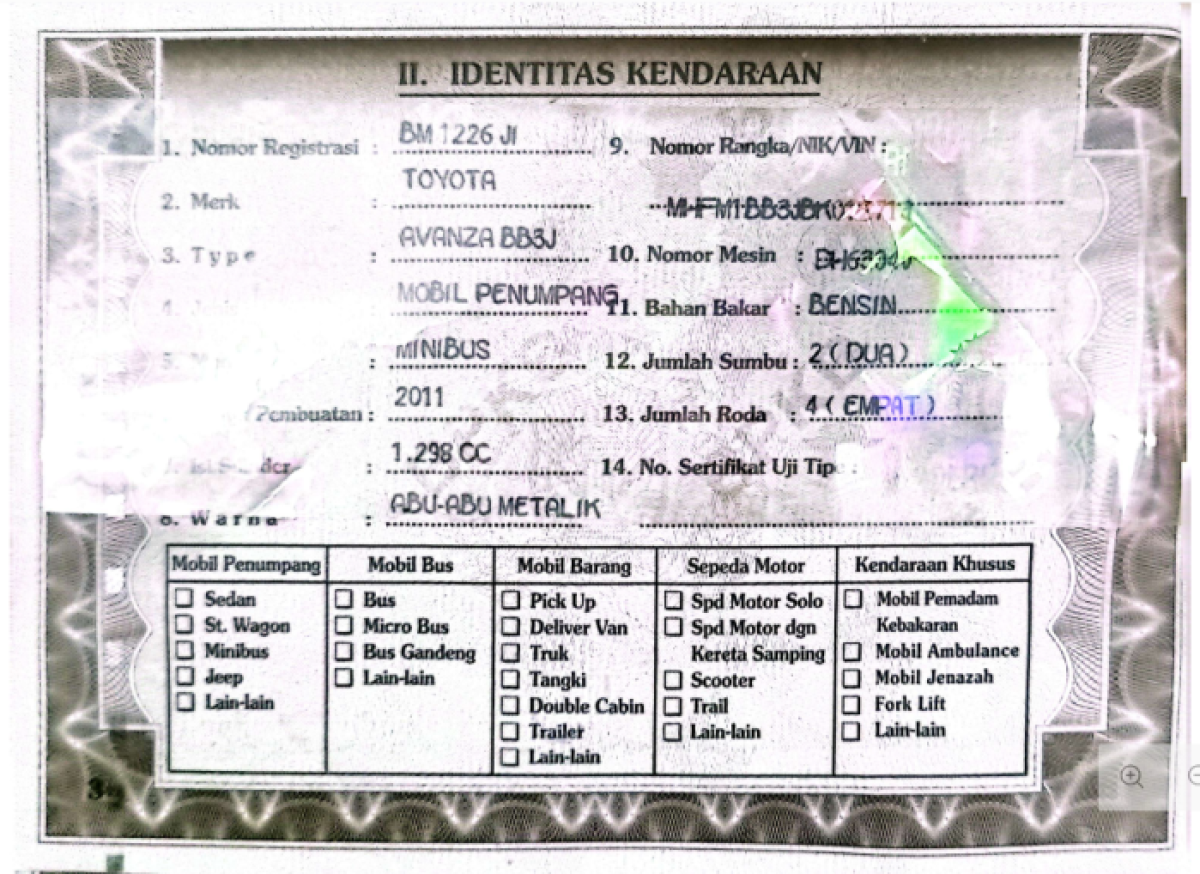 II. IDENTITAS KENDARAAN
1. Nomor Registrasi : BM 1226 JI
2. Merk : TOYOTA
3. Type : AVANZA BB3J
4. MOBIL PENUMPANG
5. : MINIBUS
Pembuatan : 2011
: 1.298 CC
8. Warna : ABU-ABU METALIK
9. Nomor Rangka/NIK/VIN :
10. Nomor Mesin :
11. Bahan Bakar : BENSIN
12. Jumlah Sumbu : 2 ( DUA )
13. Jumlah Roda : 4 ( EMPAT )
14. No. Sertifikat Uji Tipe :
Mobil Penumpang
Sedan
St. Wagon
Minibus
Jeep
Lain-lain
Mobil Bus
Bus
Micro Bus
Bus Gandeng
Lain-lain
Mobil Barang
Pick Up
Deliver Van
Truk
Tangki
Double Cabin
Trailer
Lain-lain
Sepeda Motor
Spd Motor Solo
Spd Motor dgn
Kereta Samping
Scooter
Trail
Lain-lain
Kendaraan Khusus
Mobil Pemadam
Kebakaran
Mobil Ambulance
Mobil Jenazah
Fork Lift
Lain-lain
3